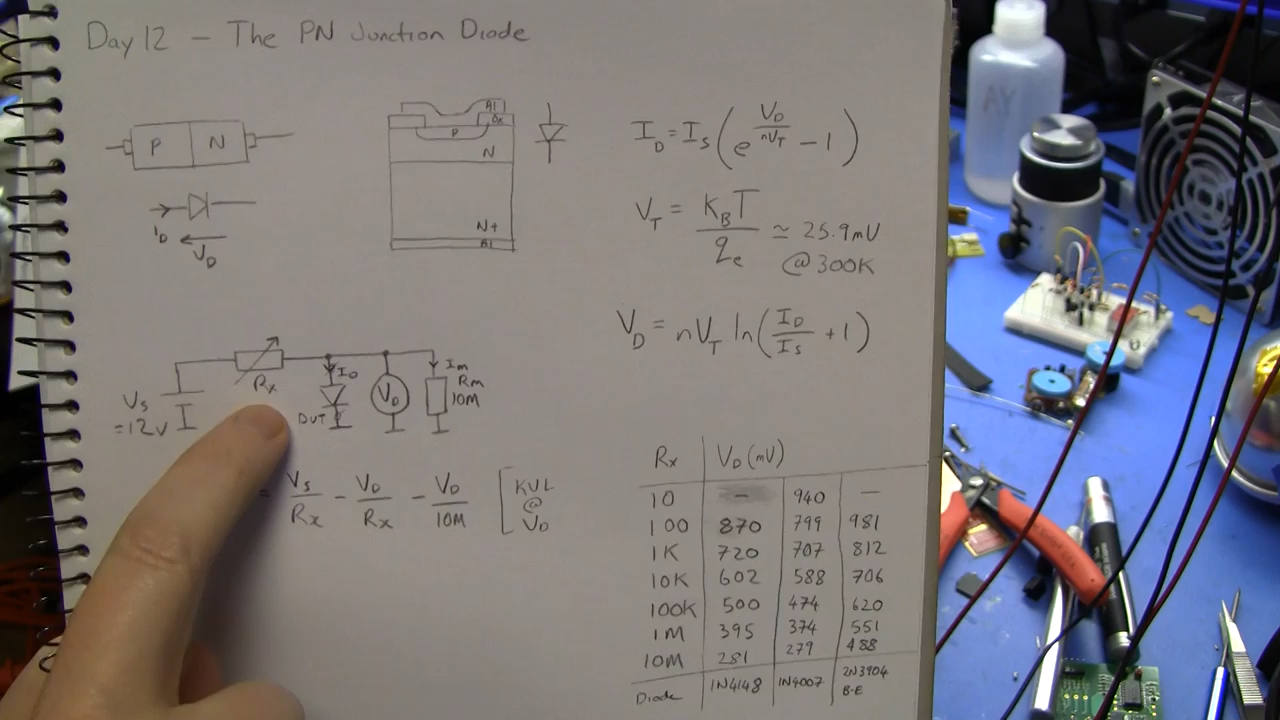 Day 12 – The PN Junction Diode
P N
I_D
V_D
Al
Ox
P
N
N+
Al
I_D = I_S (e^(V_D/nV_T) – 1)
V_T = K_B T / q_e ≃ 25.9mV
@ 300K
V_D = nV_T ln(I_D/I_S + 1)
V_S = 12V
R_x
I_D
DUT
V_D
I_m
R_m
10M
= V_S/R_x – V_D/R_x – V_D/10M [KVL @ V_D
R_x V_D (mV)
10 — 940 —
100 870 799 981
1K 720 707 812
10K 602 588 706
100K 500 474 620
1M 395 374 551
10M 281 279 488
Diode 1N4148 1N4007 2N3904 B-E
AY